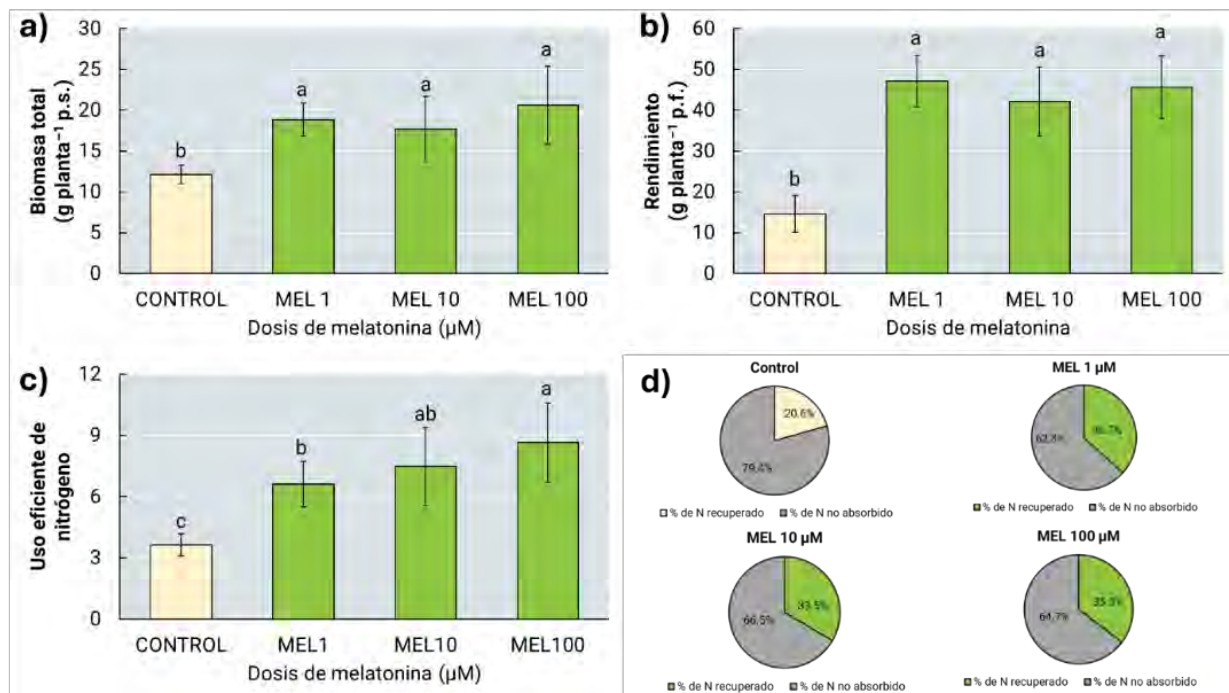 a)
30
25
20
15
10
5
0
Biomasa total
(g planta⁻¹ p.s.)
b
a
a
a
CONTROL MEL 1 MEL 10 MEL 100
Dosis de melatonina (µM)
b)
60
50
40
30
20
10
0
Rendimiento
(g planta⁻¹ p.f.)
b
a
a
a
CONTROL MEL 1 MEL 10 MEL 100
Dosis de melatonina
c)
12
9
6
3
0
Uso eficiente de
nitrógeno
c
b
ab
a
CONTROL MEL1 MEL10 MEL100
Dosis de melatonina (µM)
d)
Control
20.6%
79.4%
% de N recuperado % de N no absorbido
MEL 1 µM
% de N recuperado % de N no absorbido
MEL 10 µM
33.5%
66.5%
% de N recuperado % de N no absorbido
MEL 100 µM
35.3%
64.7%
% de N recuperado % de N no absorbido